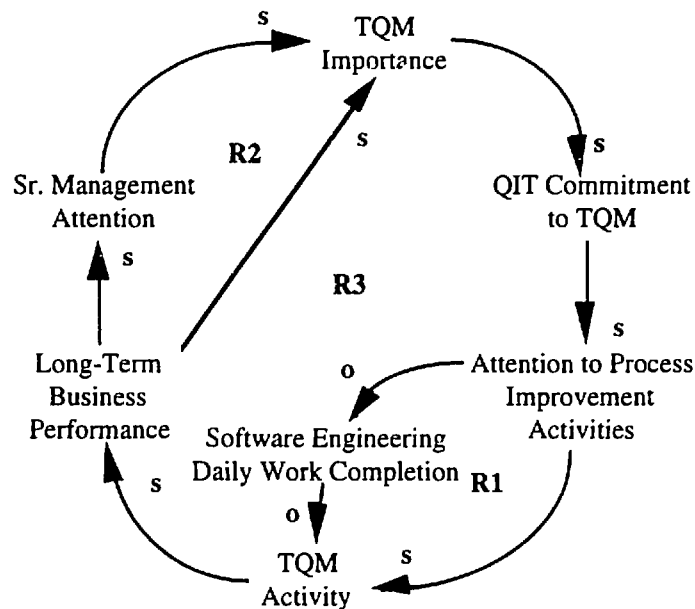 s
TQM
Importance
s
R2
s
Sr. Management
Attention
s
QIT Commitment
to TQM
s
R3
s
Long-Term
Business
Performance
o
Attention to Process
Improvement
Activities
Software Engineering
Daily Work Completion
R1
s
o
TQM
Activity
s